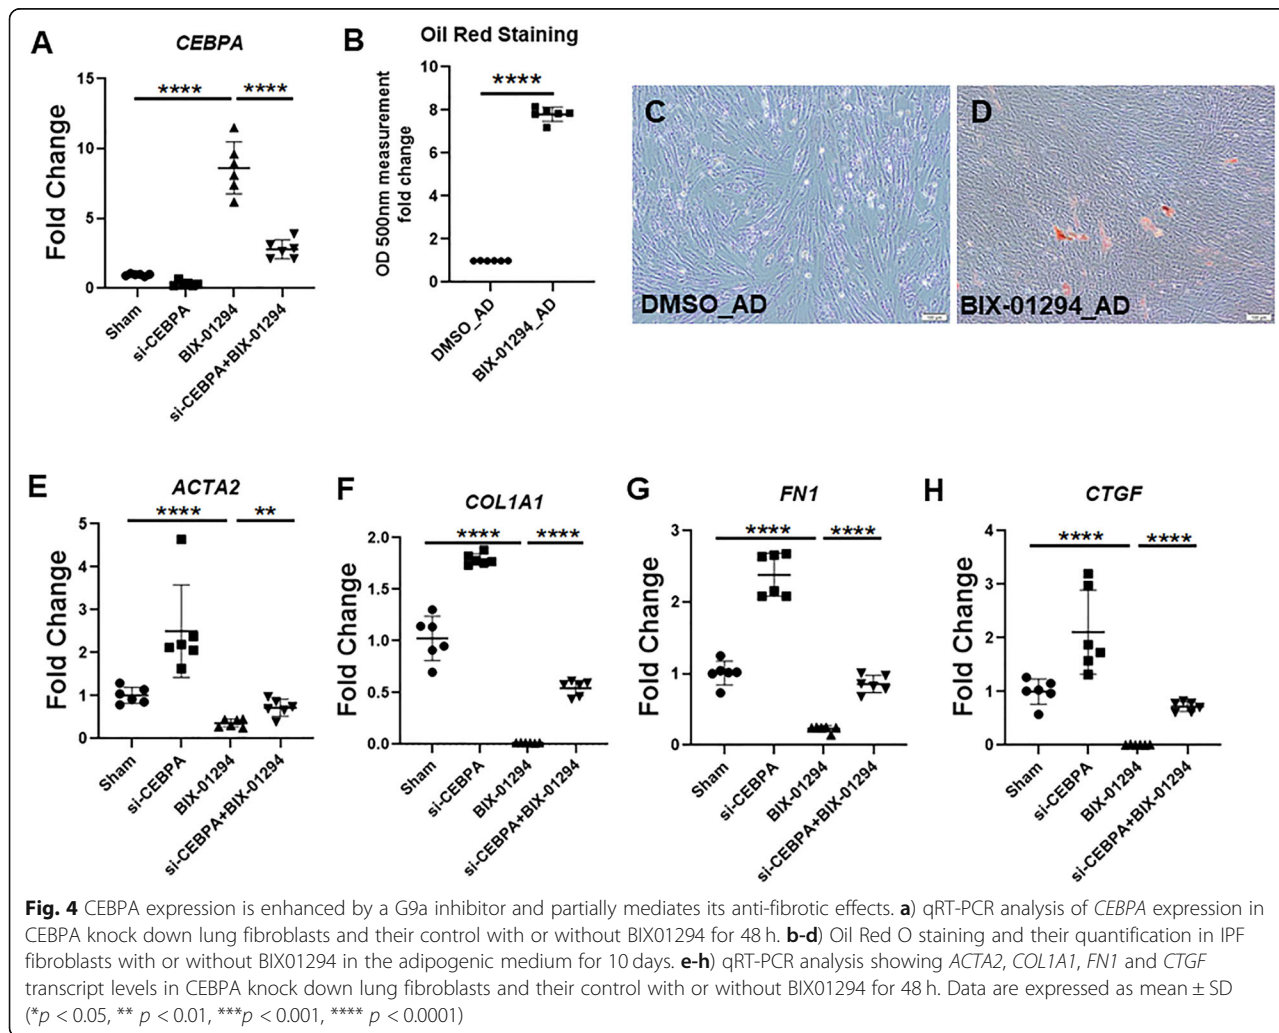 A
CEBPA
**** ****
Fold Change
15
10
5
0
Sham
si-CEBPA
BIX-01294
si-CEBPA+BIX-01294
B
Oil Red Staining
****
OD 500nm measurement
fold change
10
8
6
4
2
0
DMSO_AD
BIX-01294_AD
C
DMSO_AD
D
BIX-01294_AD
E
ACTA2
**** **
Fold Change
5
4
3
2
1
0
Sham
si-CEBPA
BIX-01294
si-CEBPA+BIX-01294
F
COL1A1
**** ****
Fold Change
2.0
1.5
1.0
0.5
0.0
Sham
si-CEBPA
BIX-01294
si-CEBPA+BIX-01294
G
FN1
**** ****
Fold Change
3
2
1
0
Sham
si-CEBPA
BIX-01294
si-CEBPA+BIX-01294
H
CTGF
**** ****
Fold Change
4
3
2
1
0
Sham
si-CEBPA
BIX-01294
si-CEBPA+BIX-01294
Fig. 4 CEBPA expression is enhanced by a G9a inhibitor and partially mediates its anti-fibrotic effects. a) qRT-PCR analysis of CEBPA expression in
CEBPA knock down lung fibroblasts and their control with or without BIX01294 for 48 h. b-d) Oil Red O staining and their quantification in IPF
fibroblasts with or without BIX01294 in the adipogenic medium for 10 days. e-h) qRT-PCR analysis showing ACTA2, COL1A1, FN1 and CTGF
transcript levels in CEBPA knock down lung fibroblasts and their control with or without BIX01294 for 48 h. Data are expressed as mean ± SD
(*p < 0.05, ** p < 0.01, ***p < 0.001, **** p < 0.0001)